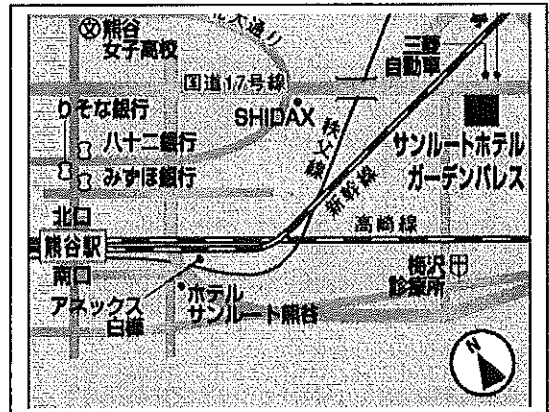 熊谷
女子高校
北大通り
三菱
自動車
国道17号線
SHIDAX
りそな銀行
八十二銀行
みずほ銀行
秩父線
新幹線
サンルートホテル
ガーデンパレス
北口
熊谷駅
高崎線
南口
アネックス
ホテル
サンルート熊谷
梅沢
診療所
N